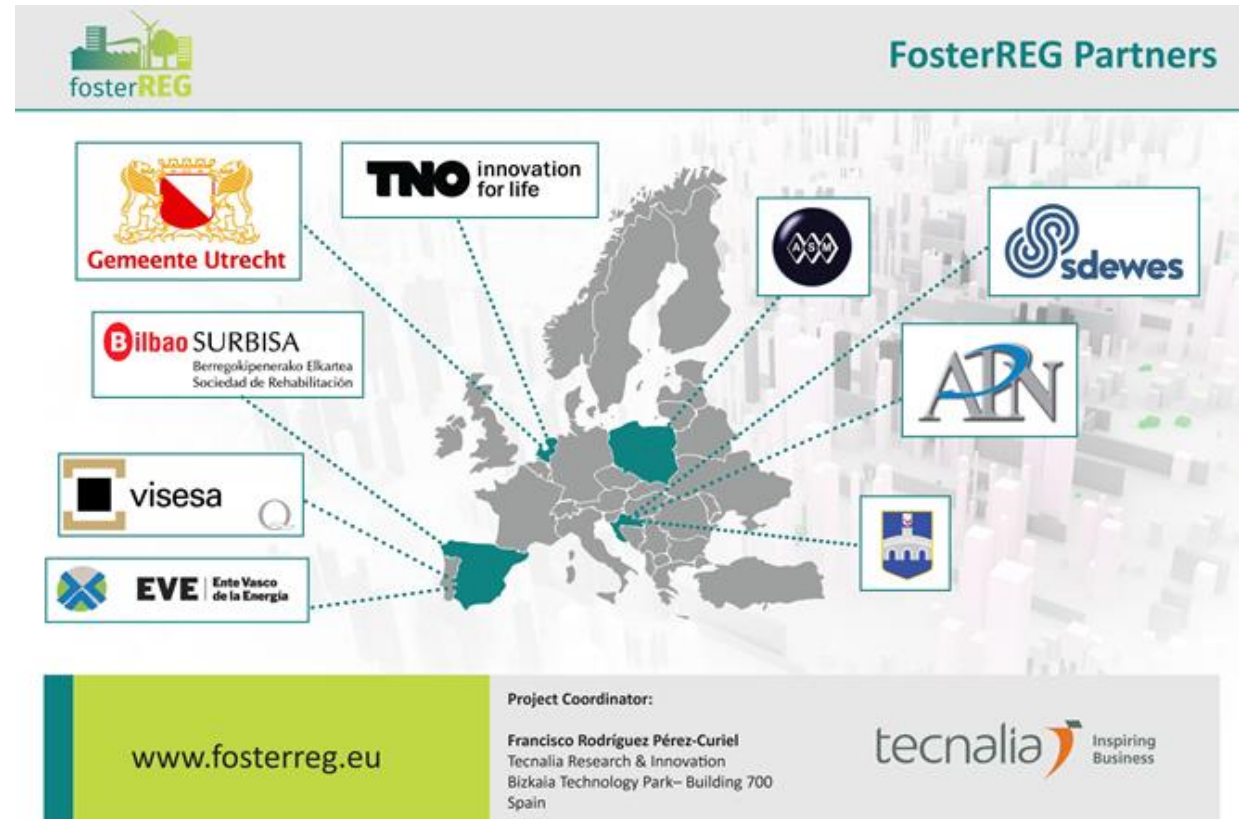 fosterREG
FosterREG Partners
Gemeente Utrecht
TNO innovation
for life
ASM
sdewes
Bilbao SURBISA
Berregokipenerako Elkartea
Sociedad de Rehabilitación
APN
visesa
Q
EVE Ente Vasco
de la Energía
www.fosterreg.eu
Project Coordinator:
Francisco Rodríguez Pérez-Curiel
Tecnalia Research & Innovation
Bizkaia Technology Park– Building 700
Spain
tecnalia Inspiring
Business